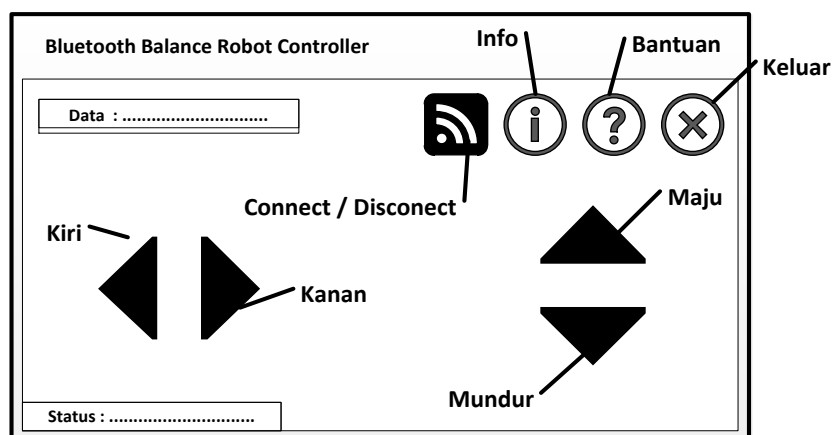 Bluetooth Balance Robot Controller
Info
Bantuan
Keluar
Data : ..............................
Connect / Disconect
Maju
Kiri
Kanan
Mundur
Status : ..............................